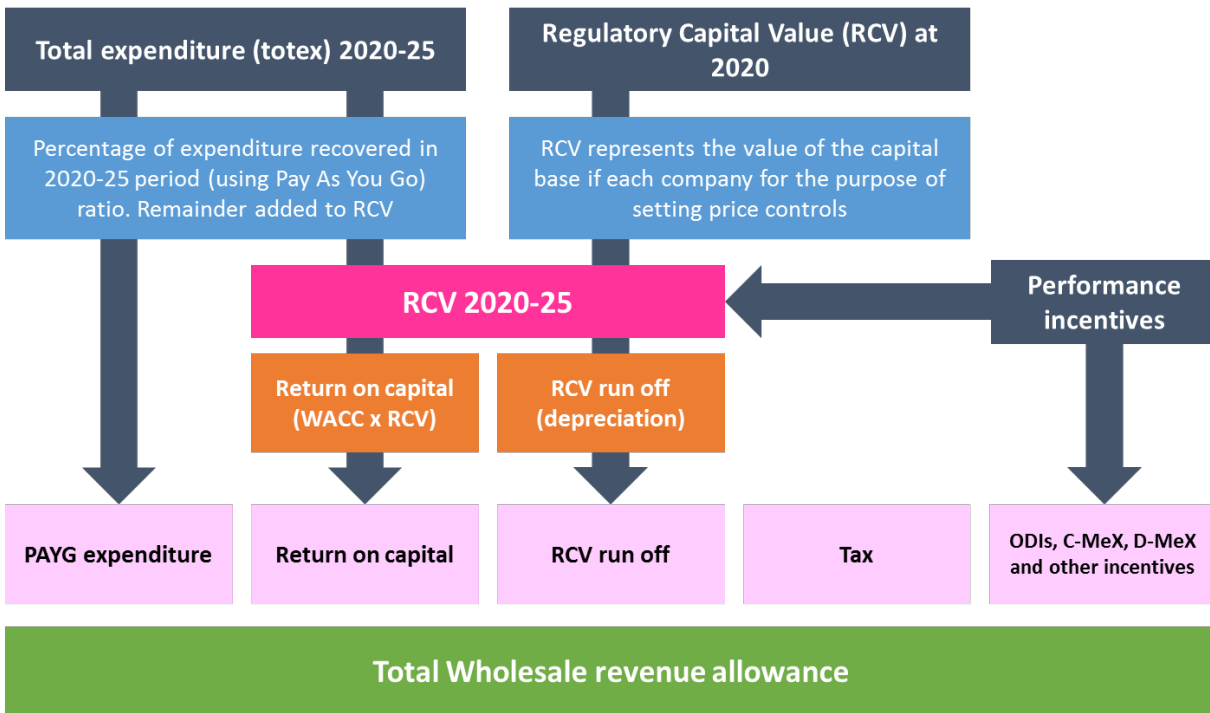 Total expenditure (totex) 2020-25
Regulatory Capital Value (RCV) at
2020
Percentage of expenditure recovered in
2020-25 period (using Pay As You Go)
ratio. Remainder added to RCV
RCV represents the value of the capital
base if each company for the purpose of
setting price controls
RCV 2020-25
Performance
incentives
Return on capital
(WACC x RCV)
RCV run off
(depreciation)
PAYG expenditure
Return on capital
RCV run off
Tax
ODIs, C-MeX, D-MeX
and other incentives
Total Wholesale revenue allowance